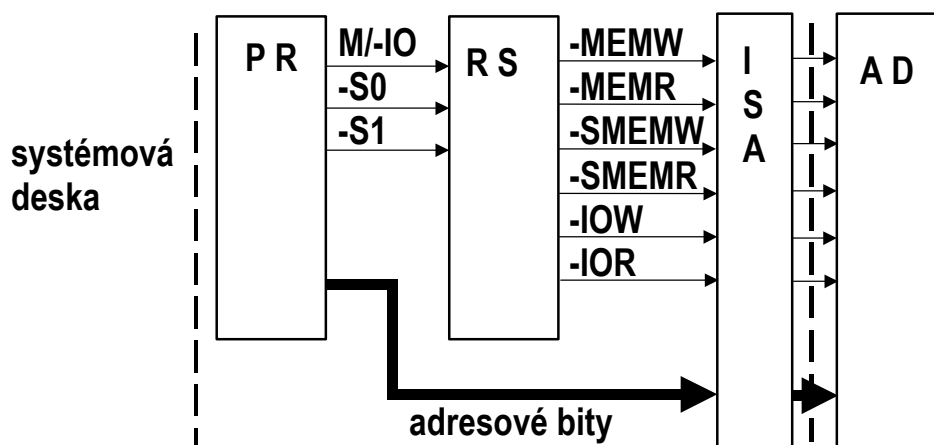 systémová
deska
P R
M/-IO
-S0
-S1
R S
-MEMW
-MEMR
-SMEMW
-SMEMR
-IOW
-IOR
I
S
A
A D
adresové bity